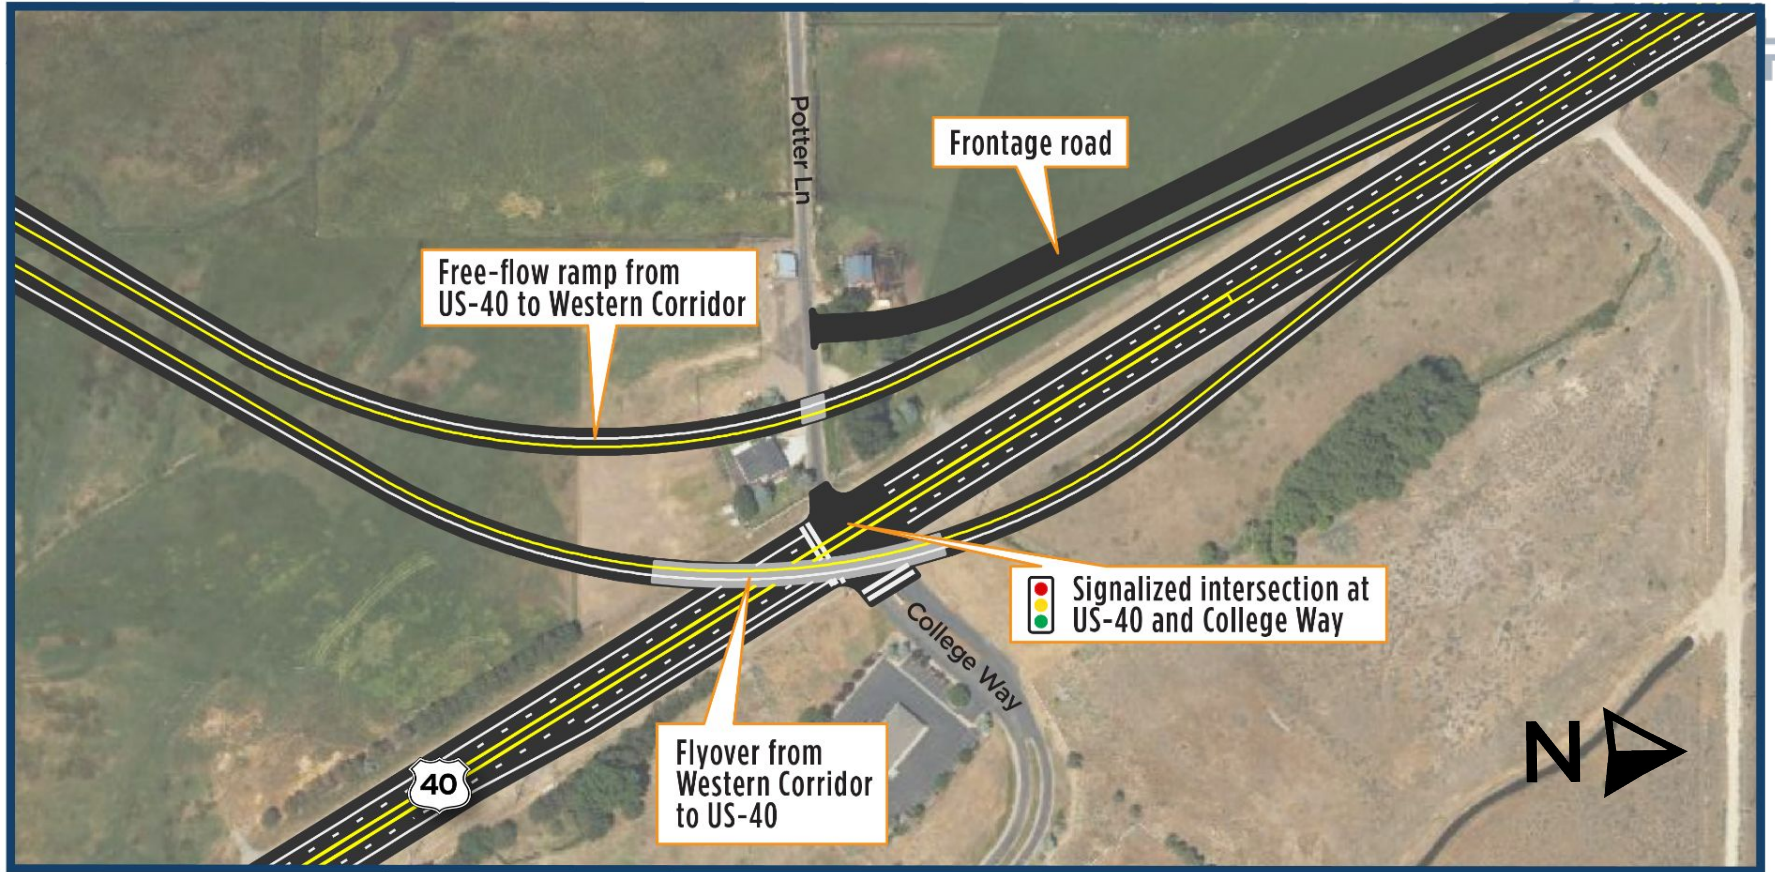 Potter Ln
Frontage road
Free-flow ramp from
US-40 to Western Corridor
Signalized intersection at
US-40 and College Way
College Way
Flyover from
Western Corridor
to US-40
40
N